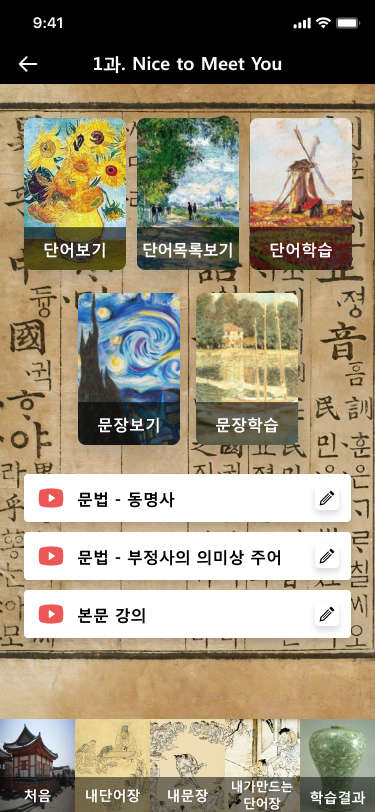 9:41
1과. Nice to Meet You
단어보기
단어목록보기
단어학습
문장보기
문장학습
문법 - 동명사
문법 - 부정사의 의미상 주어
본문 강의
처음
내단어장
내문장
내가만드는
단어장
학습결과